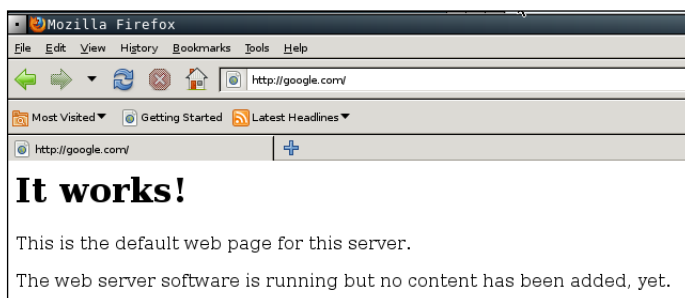 Mozilla Firefox
File Edit View History Bookmarks Tools Help
http://google.com/
Most Visited Getting Started Latest Headlines
http://google.com/
It works!
This is the default web page for this server.
The web server software is running but no content has been added, yet.